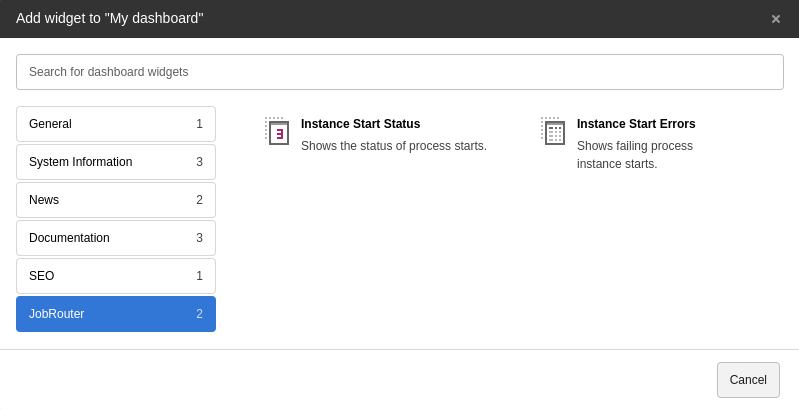 Add widget to "My dashboard"
×
Search for dashboard widgets
General 1
System Information 3
News 2
Documentation 3
SEO 1
JobRouter 2
3
Instance Start Status
Shows the status of process starts.
Instance Start Errors
Shows failing process
instance starts.
Cancel